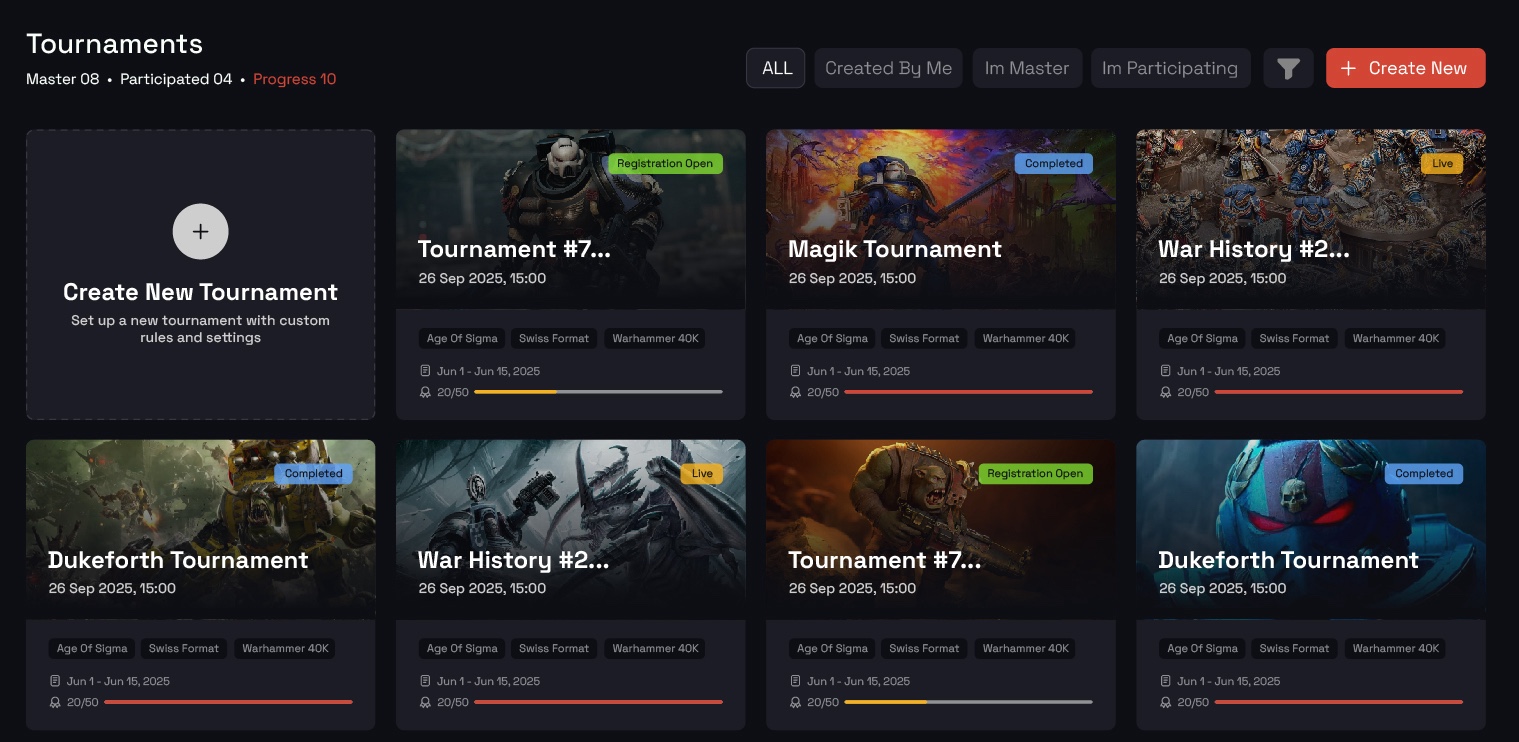 Tournaments
Master 08 • Participated 04 • Progress 10
ALL
Created By Me
Im Master
Im Participating
+ Create New
Create New Tournament
Set up a new tournament with custom
rules and settings
Registration Open
Tournament #7...
26 Sep 2025, 15:00
Age Of Sigma
Swiss Format
Warhammer 40K
Jun 1 - Jun 15, 2025
20/50
Completed
Magik Tournament
26 Sep 2025, 15:00
Age Of Sigma
Swiss Format
Warhammer 40K
Jun 1 - Jun 15, 2025
20/50
Live
War History #2...
26 Sep 2025, 15:00
Age Of Sigma
Swiss Format
Warhammer 40K
Jun 1 - Jun 15, 2025
20/50
Completed
Dukeforth Tournament
26 Sep 2025, 15:00
Age Of Sigma
Swiss Format
Warhammer 40K
Jun 1 - Jun 15, 2025
20/50
Live
War History #2...
26 Sep 2025, 15:00
Age Of Sigma
Swiss Format
Warhammer 40K
Jun 1 - Jun 15, 2025
20/50
Registration Open
Tournament #7...
26 Sep 2025, 15:00
Age Of Sigma
Swiss Format
Warhammer 40K
Jun 1 - Jun 15, 2025
20/50
Completed
Dukeforth Tournament
26 Sep 2025, 15:00
Age Of Sigma
Swiss Format
Warhammer 40K
Jun 1 - Jun 15, 2025
20/50